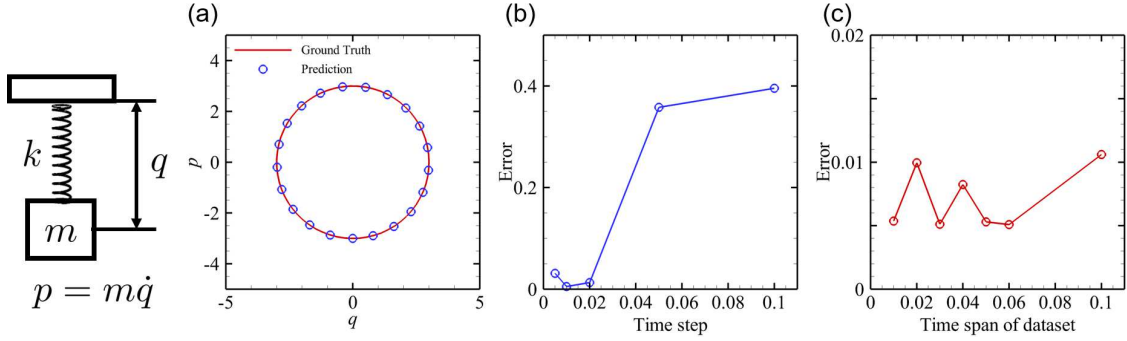 k
q
m
p = mq̇
(a)
Ground Truth
Prediction
p
4
2
0
-2
-4
-5
0
5
q
(b)
Error
0.4
0.2
0
0
0.02
0.04
0.06
0.08
0.1
Time step
(c)
Error
0.02
0.01
0
0
0.02
0.04
0.06
0.08
0.1
Time span of dataset